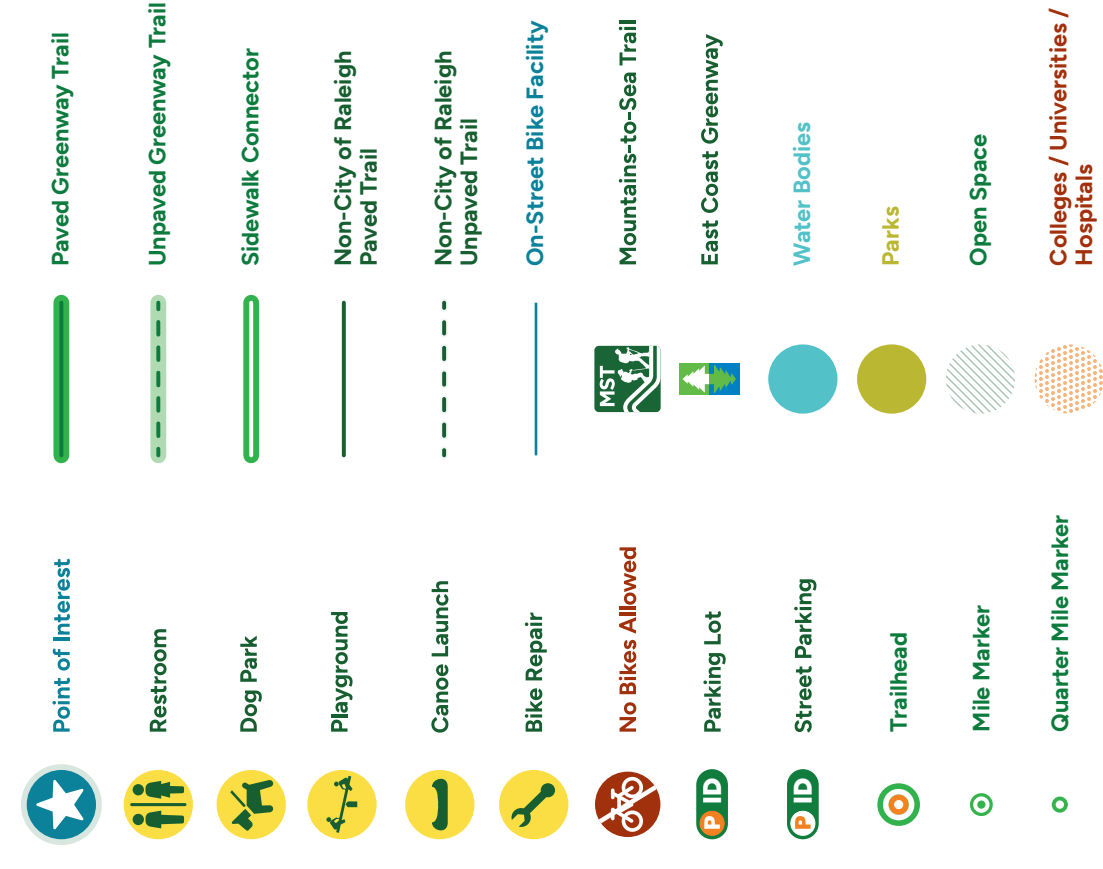 Point of Interest
Restroom
Dog Park
Playground
Canoe Launch
Bike Repair
No Bikes Allowed
P ID
Parking Lot
P ID
Street Parking
Trailhead
Mile Marker
Quarter Mile Marker
Paved Greenway Trail
Unpaved Greenway Trail
Sidewalk Connector
Non-City of Raleigh
Paved Trail
Non-City of Raleigh
Unpaved Trail
On-Street Bike Facility
MST
Mountains-to-Sea Trail
East Coast Greenway
Water Bodies
Parks
Open Space
Colleges / Universities /
Hospitals